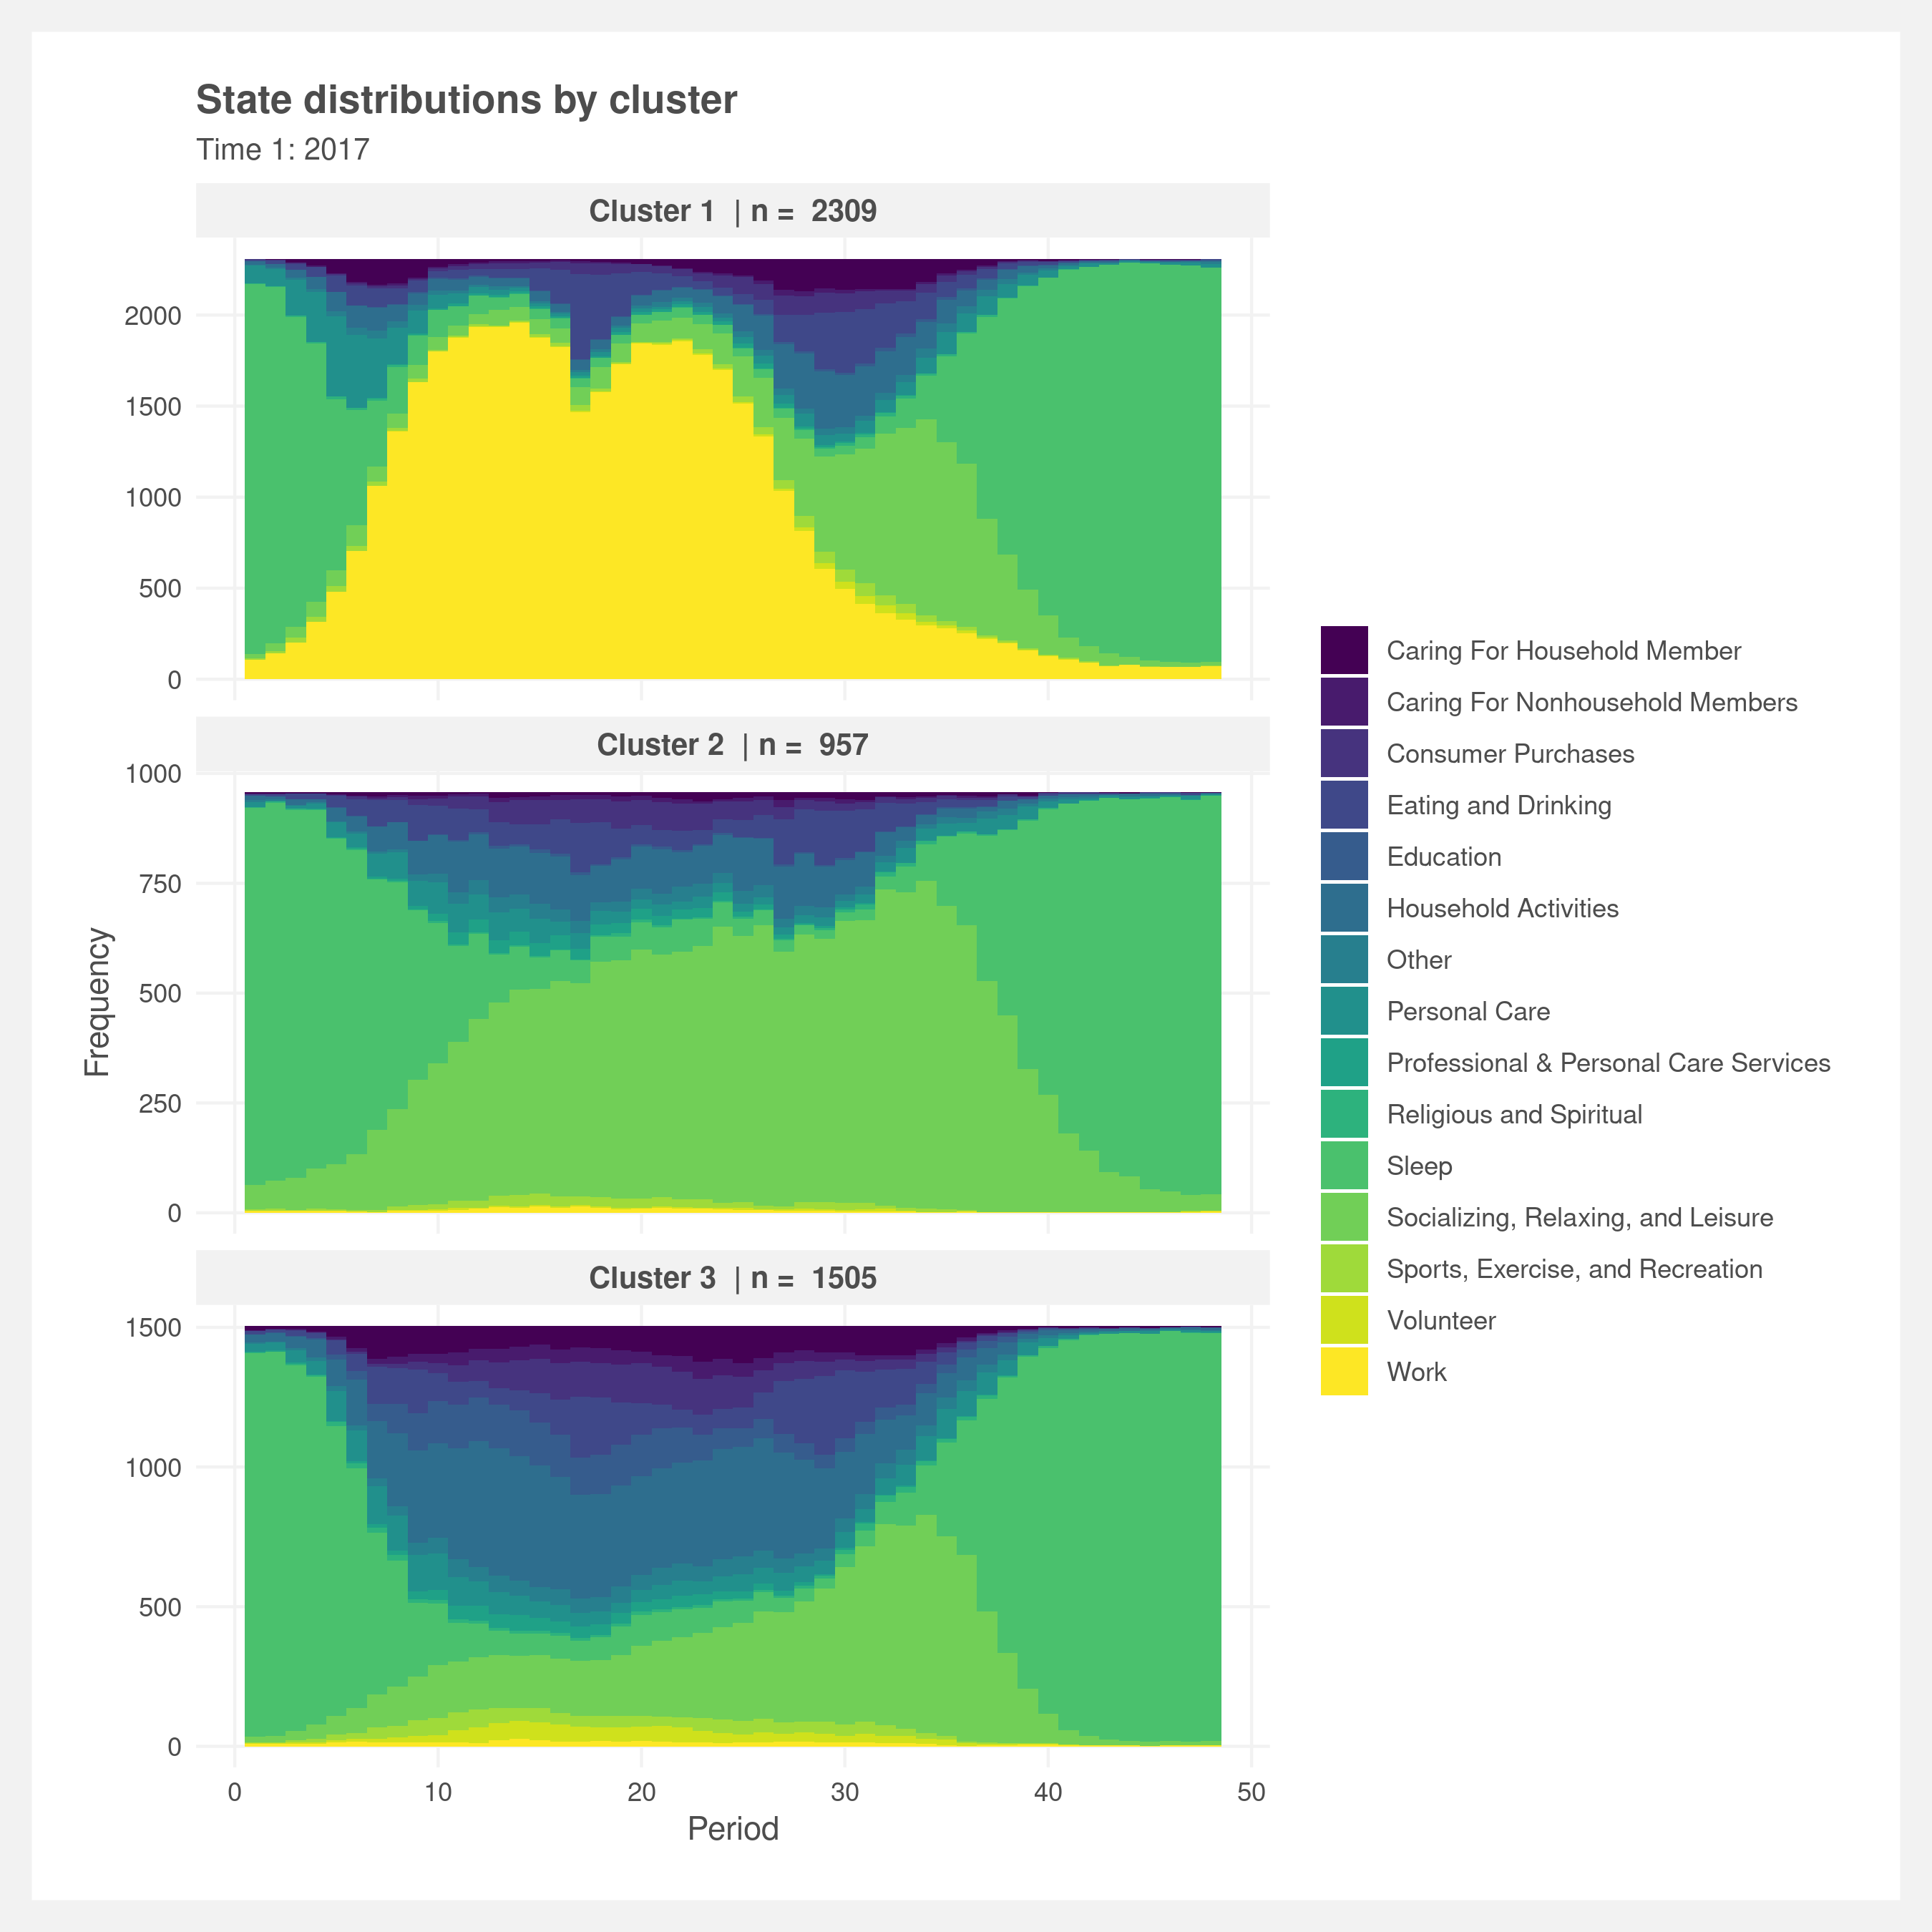 State distributions by cluster
Time 1: 2017
Cluster 1 | n = 2309
2000
1500
1000
500
0
Cluster 2 | n = 957
1000
750
500
250
0
Cluster 3 | n = 1505
1500
1000
500
0
0 10 20 30 40 50
Period
Frequency
Caring For Household Member
Caring For Nonhousehold Members
Consumer Purchases
Eating and Drinking
Education
Household Activities
Other
Personal Care
Professional & Personal Care Services
Religious and Spiritual
Sleep
Socializing, Relaxing, and Leisure
Sports, Exercise, and Recreation
Volunteer
Work